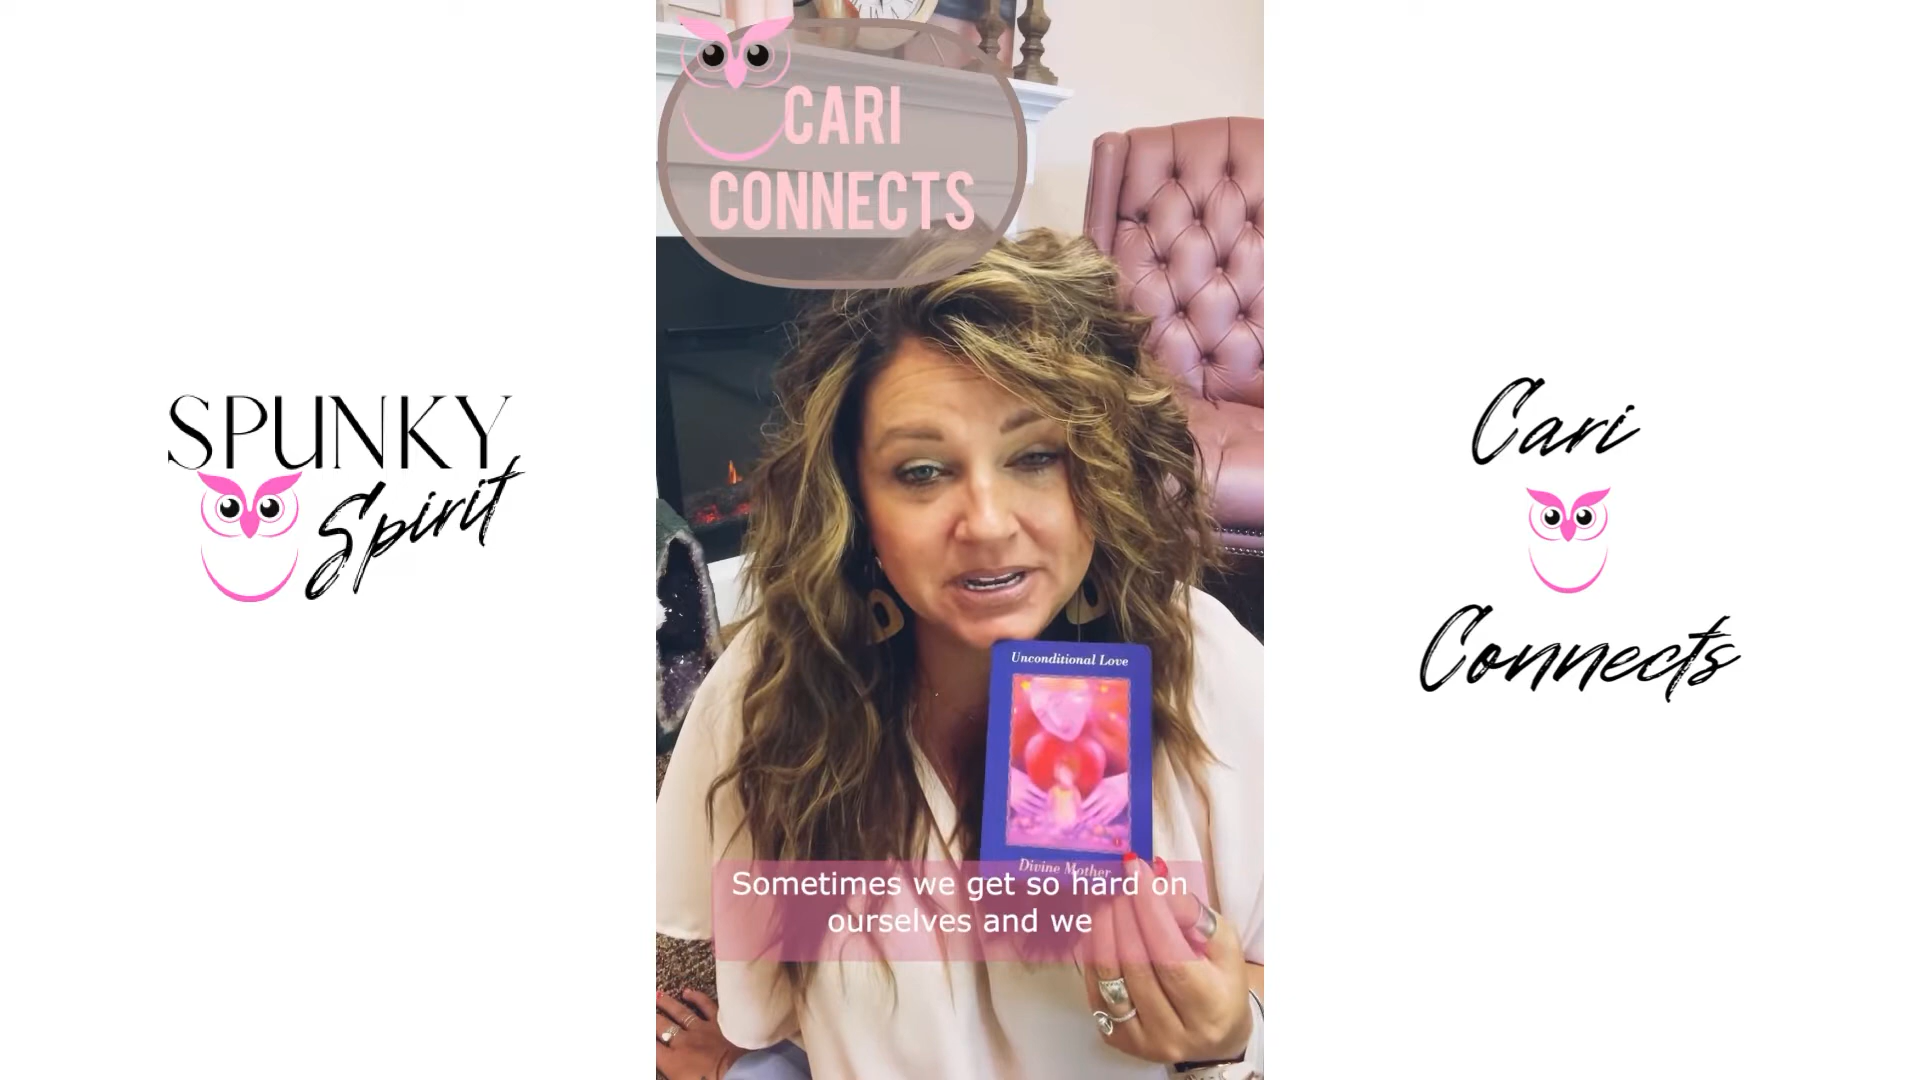 SPUNKY
Spirit
CARI
CONNECTS
Unconditional Love
Divine Mother
Sometimes we get so hard on
ourselves and we
Cari
Connects